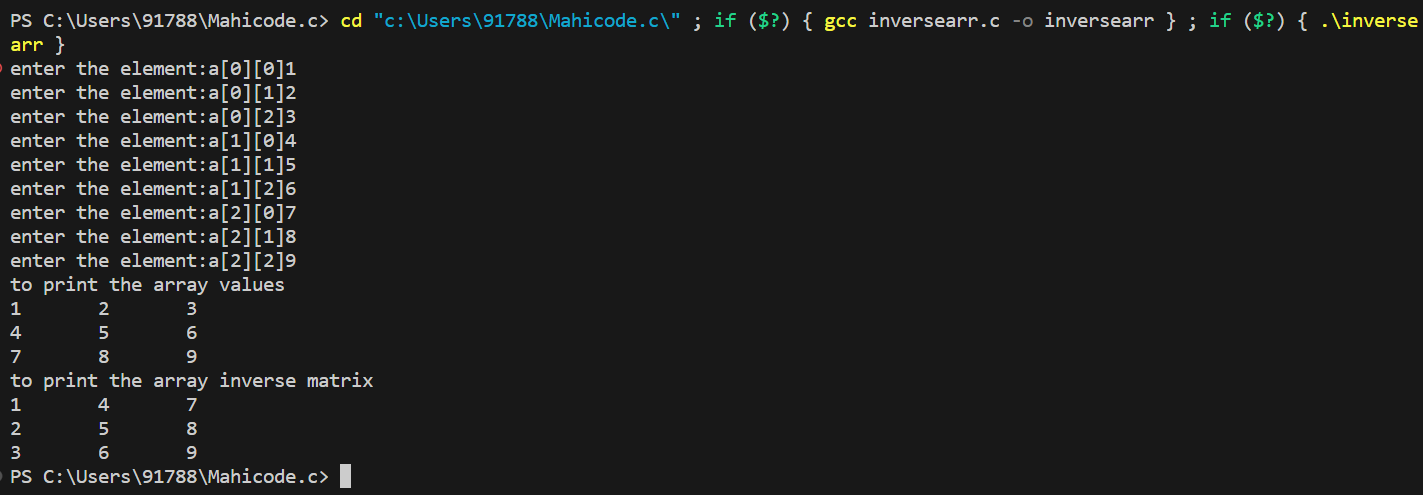 PS C:\Users\91788\Mahicode.c> cd "c:\Users\91788\Mahicode.c\" ; if ($?) { gcc inversearr.c -o inversearr } ; if ($?) { .\inverse
arr }
enter the element:a[0][0]1
enter the element:a[0][1]2
enter the element:a[0][2]3
enter the element:a[1][0]4
enter the element:a[1][1]5
enter the element:a[1][2]6
enter the element:a[2][0]7
enter the element:a[2][1]8
enter the element:a[2][2]9
to print the array values
1       2       3
4       5       6
7       8       9
to print the array inverse matrix
1       4       7
2       5       8
3       6       9
PS C:\Users\91788\Mahicode.c>